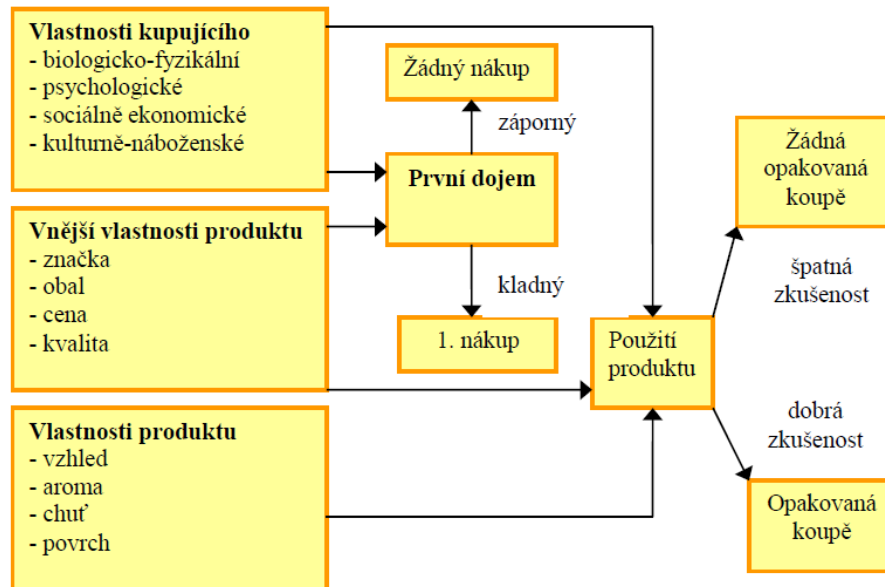 Vlastnosti kupujícího
- biologicko-fyzikální
- psychologické
- sociálně ekonomické
- kulturně-náboženské
Vnější vlastnosti produktu
- značka
- obal
- cena
- kvalita
Vlastnosti produktu
- vzhled
- aroma
- chuť
- povrch
Žádný nákup
záporný
První dojem
kladný
1. nákup
Použití
produktu
Žádná
opakovaná
koupě
špatná
zkušenost
dobrá
zkušenost
Opakovaná
koupě